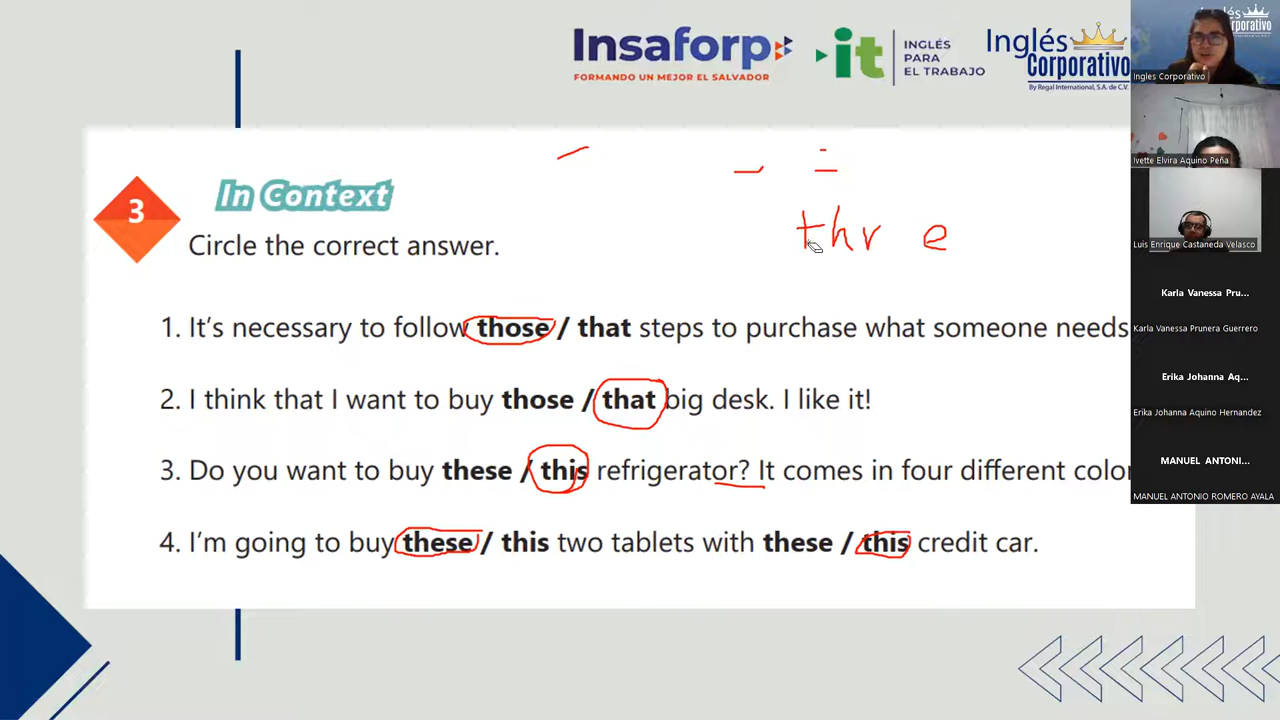 Insaforp
FORMANDO UN MEJOR EL SALVADOR
it
INGLÉS
PARA
EL TRABAJO
Inglés
Corporativo
By Regal International, S.A. de C.V.
3
In Context
Circle the correct answer.
thr e
1. It's necessary to follow those / that steps to purchase what someone needs
2. I think that I want to buy those / that big desk. I like it!
3. Do you want to buy these / this refrigerator? It comes in four different color
4. I'm going to buy these / this two tablets with these / this credit car.
Inglés
Corporativo
Ingles Corporativo
Ivette Elvira Aquino Peña
Luis Enrique Castaneda Velasco
Karla Vanessa Pru...
Karla Vanessa Prunera Guerrero
Erika Johanna Aq...
Erika Johanna Aquino Hernandez
MANUEL ANTONI...
MANUEL ANTONIO ROMERO AYALA